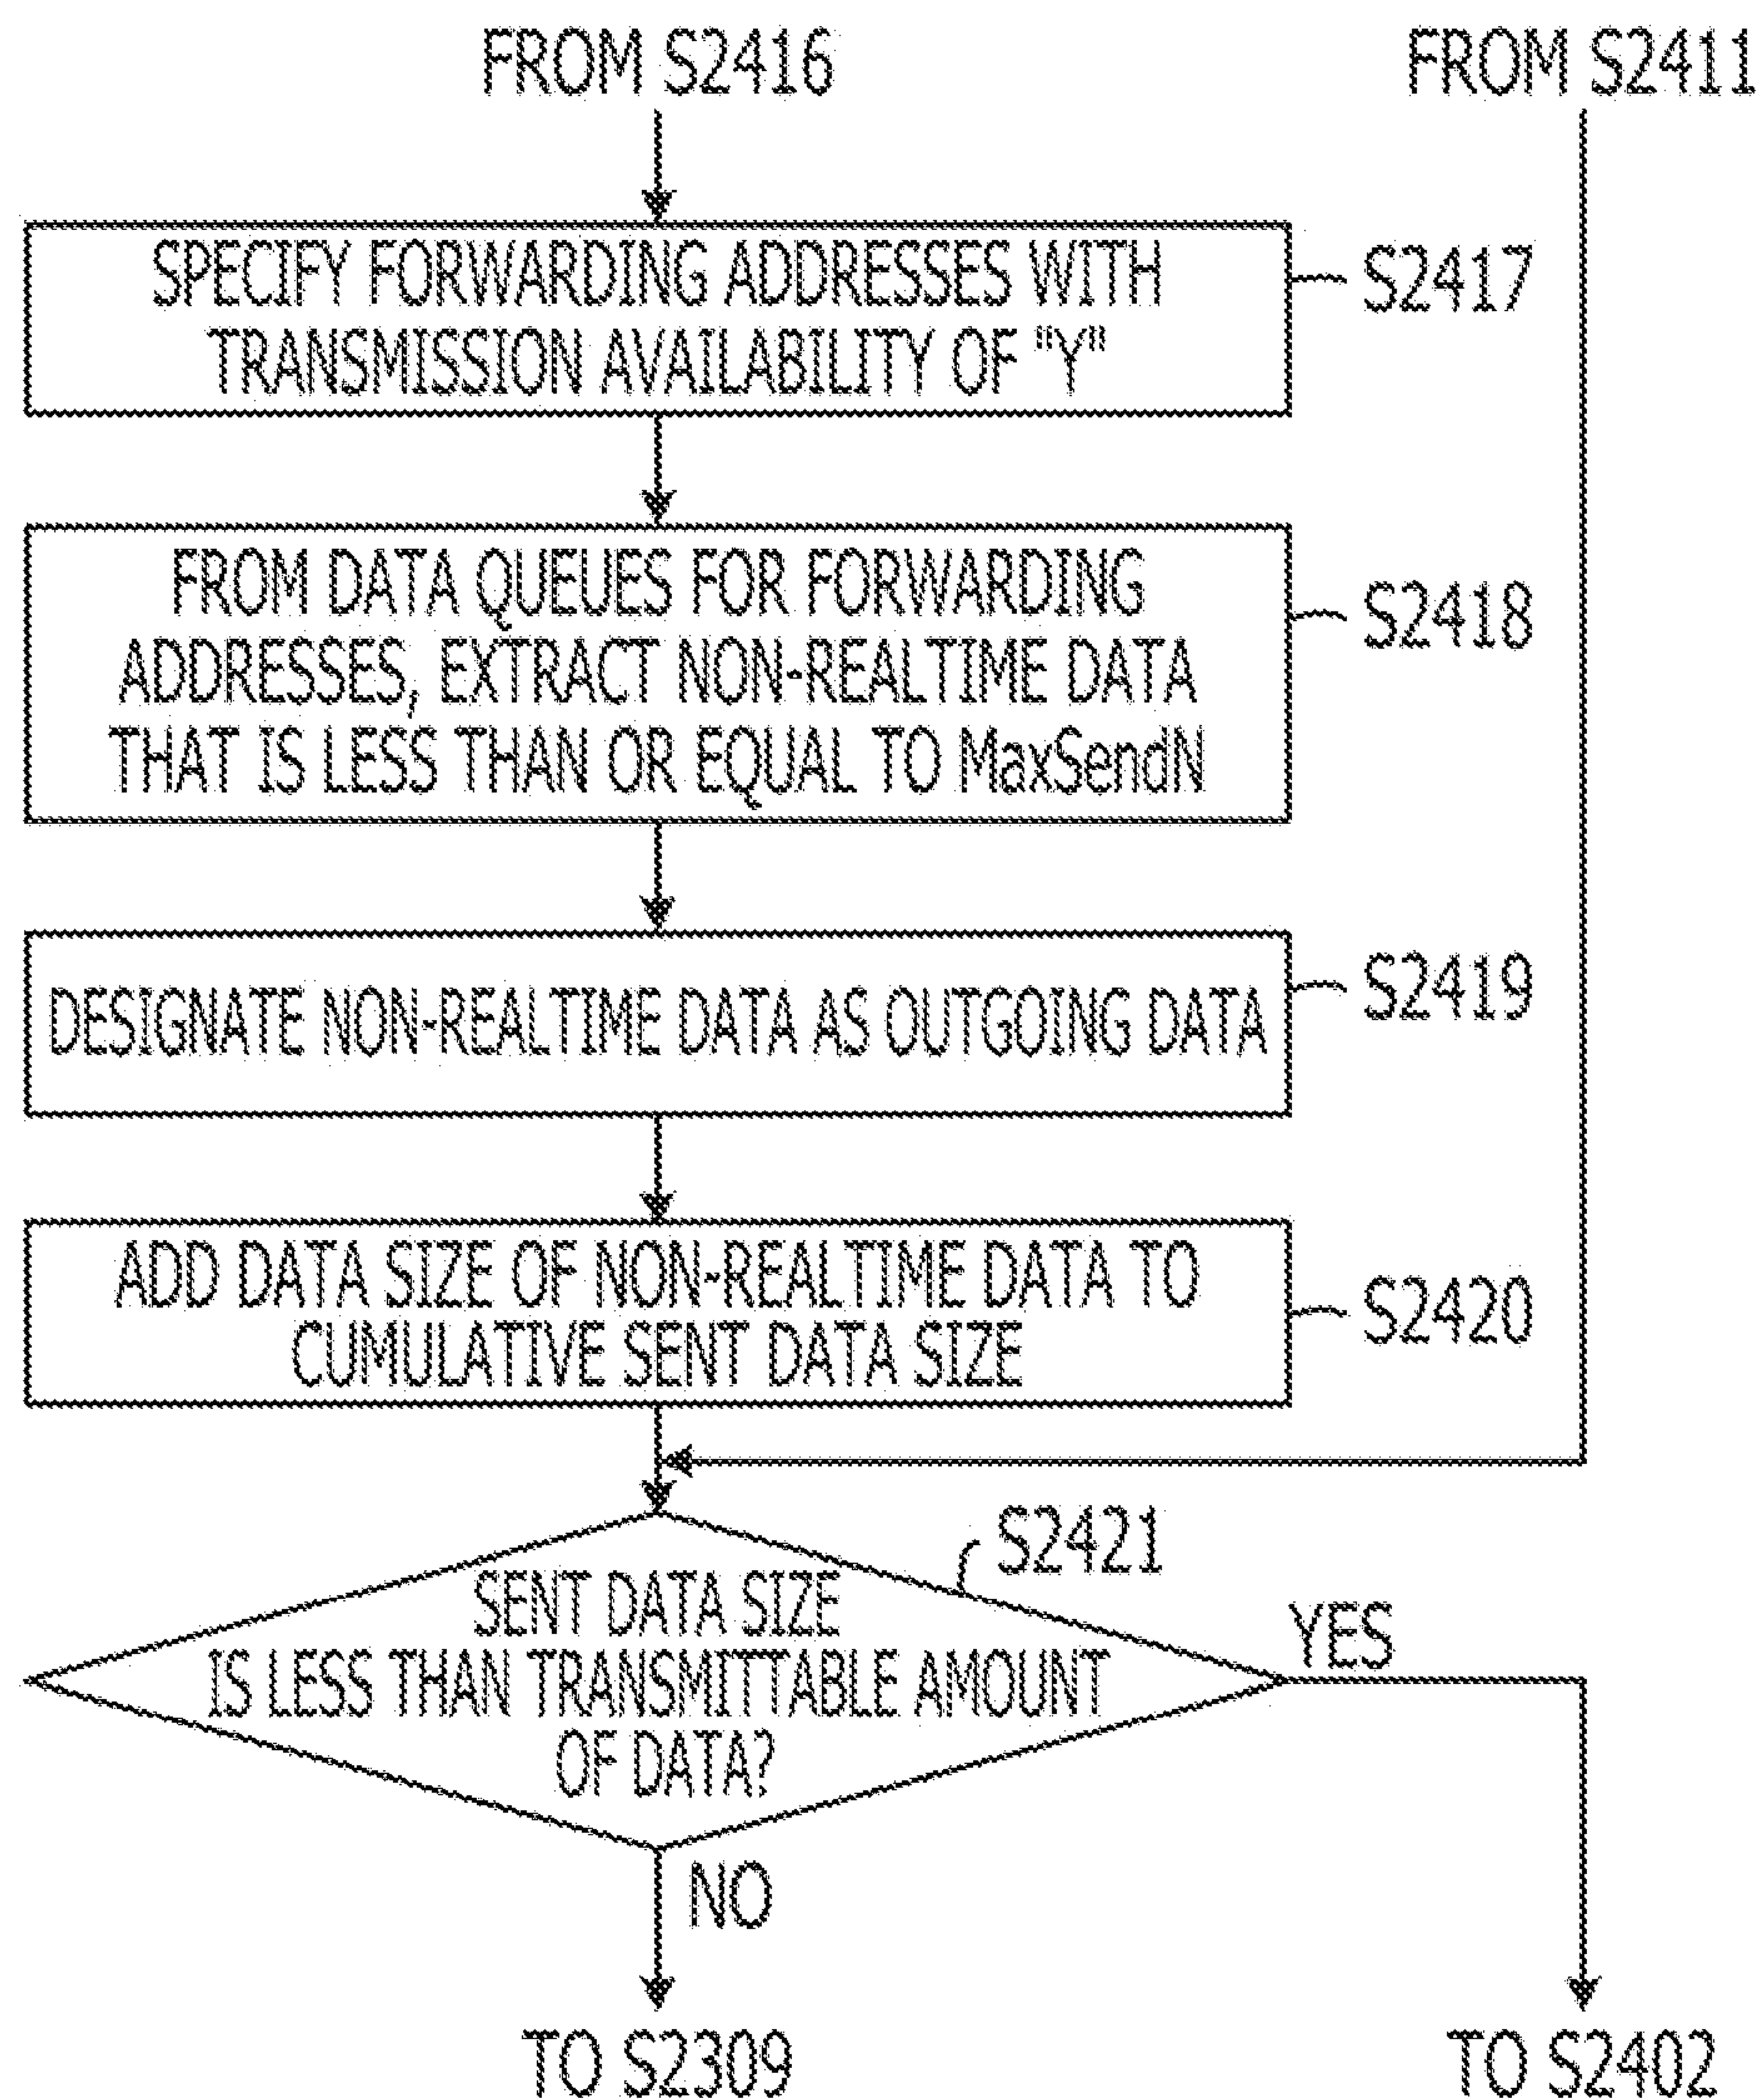 FROM S2416
FROM S2411
SPECIFY FORWARDING ADDRESSES WITH
TRANSMISSION AVAILABILITY OF "Y"
S2417
FROM DATA QUEUES FOR FORWARDING
ADDRESSES, EXTRACT NON-REALTIME DATA
THAT IS LESS THAN OR EQUAL TO MaxSendN
S2418
DESIGNATE NON-REALTIME DATA AS OUTGOING DATA
S2419
ADD DATA SIZE OF NON-REALTIME DATA TO
CUMULATIVE SENT DATA SIZE
S2420
S2421
SENT DATA SIZE
IS LESS THAN TRANSMITTABLE AMOUNT
OF DATA?
YES
NO
TO S2309
TO S2402